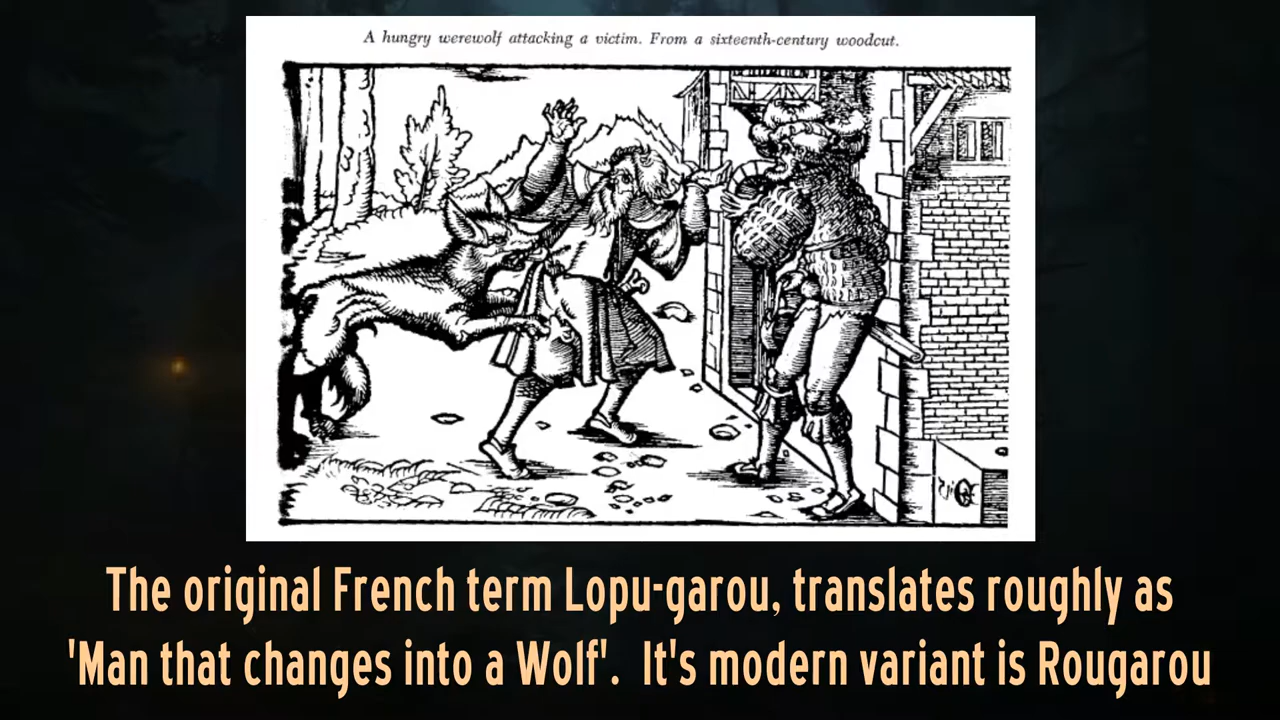 A hungry werewolf attacking a victim. From a sixteenth-century woodcut.
The original French term Lopu-garou, translates roughly as
'Man that changes into a Wolf'. It's modern variant is Rougarou